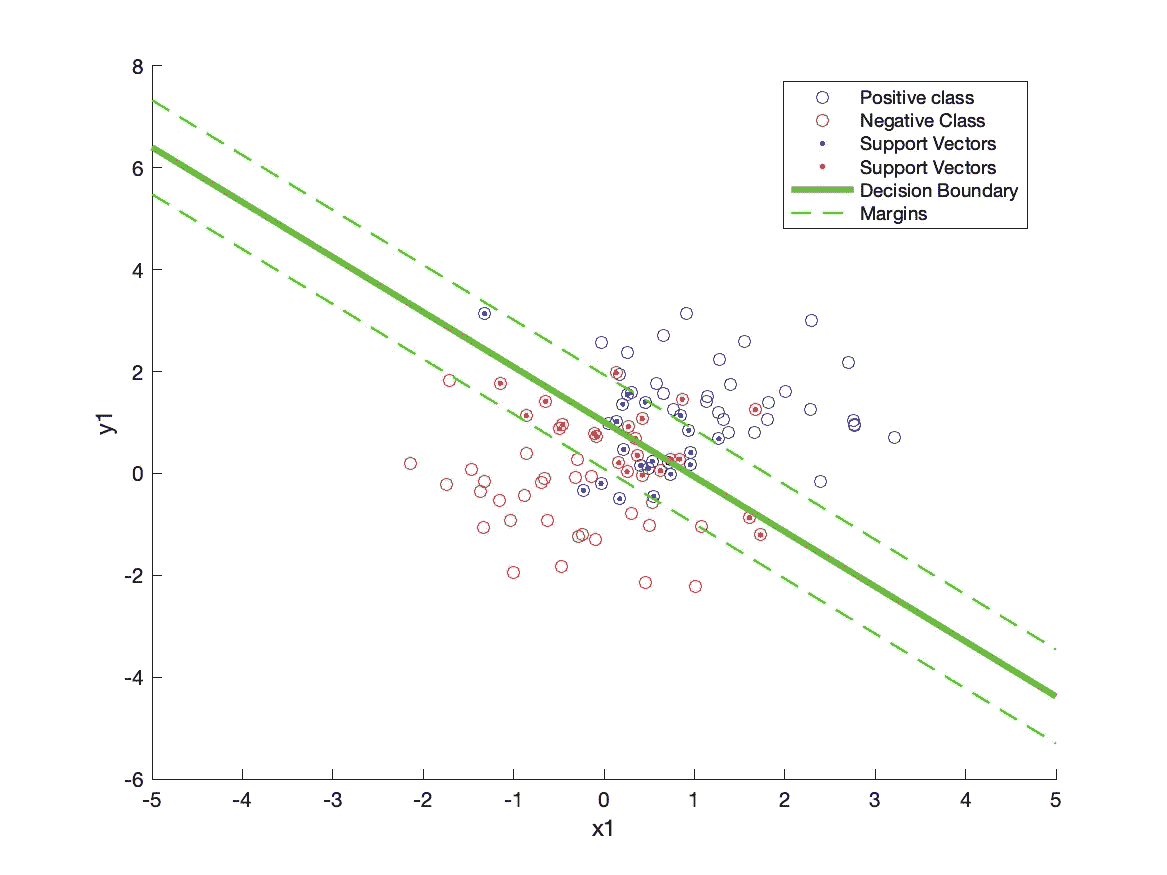 Positive class
Negative Class
Support Vectors
Support Vectors
Decision Boundary
Margins
8
6
4
2
0
-2
-4
-6
y1
-5 -4 -3 -2 -1 0 1 2 3 4 5
x1